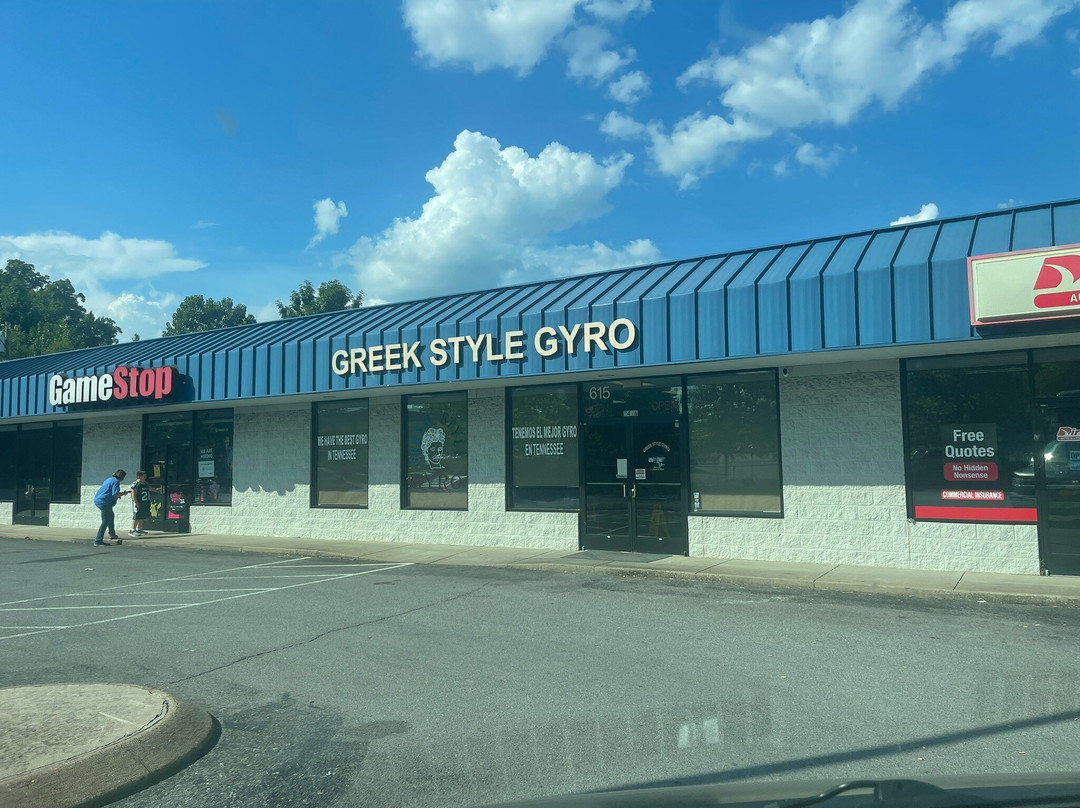 GameStop
GREEK STYLE GYRO
615
WE HAVE THE BEST GYRO
IN TENNESSEE
TENEMOS EL MEJOR GYRO
EN TENNESSEE
Free
Quotes
No Hidden
Nonsense
COMMERCIAL INSURANCE